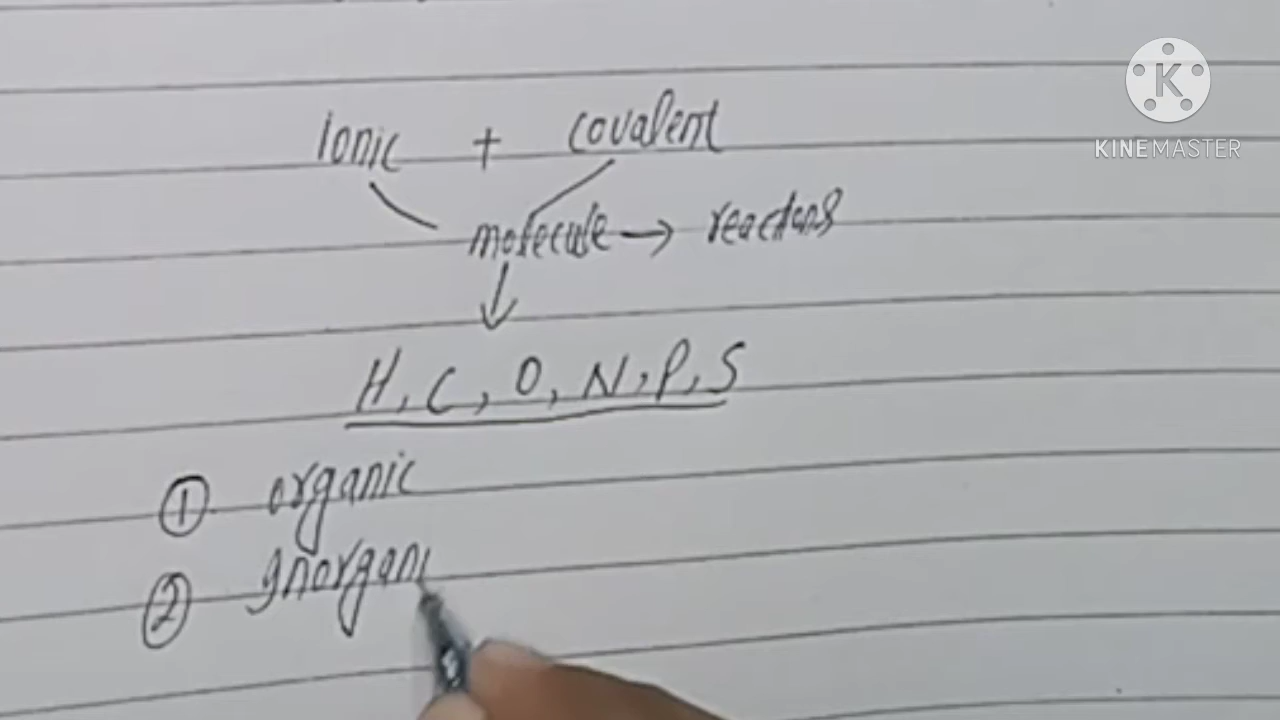 Ionic + covalent
molecule → reactions
H, C, O, N, P, S
① organic
② Inorgani
KINEMASTER